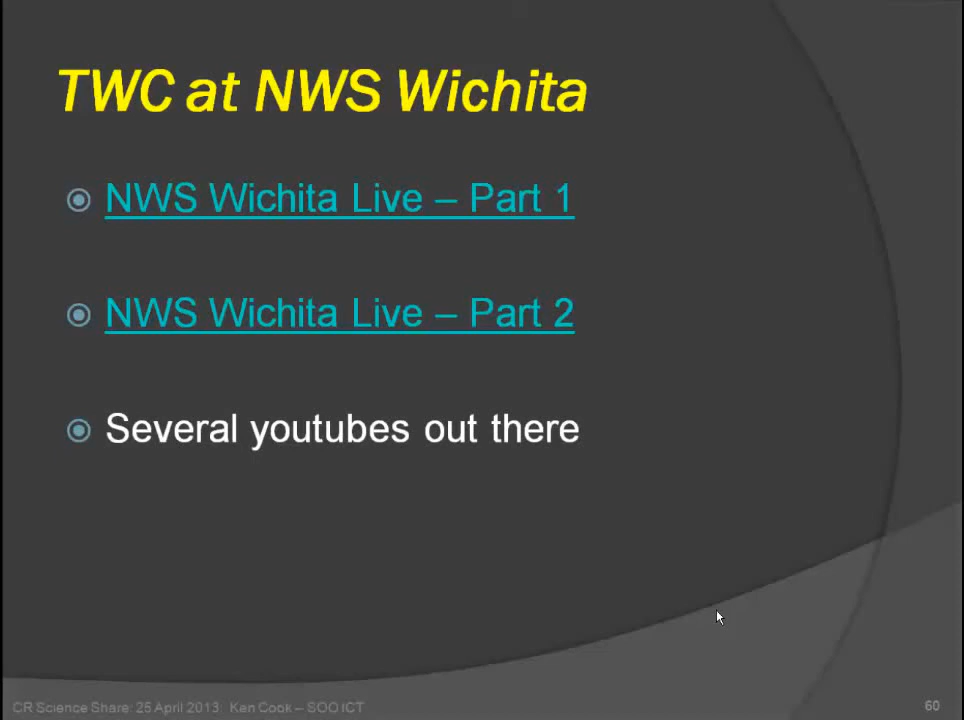 TWC at NWS Wichita
NWS Wichita Live – Part 1
NWS Wichita Live – Part 2
Several youtubes out there
CR Science Share: 25 April 2013: Ken Cook – SOO ICT
60